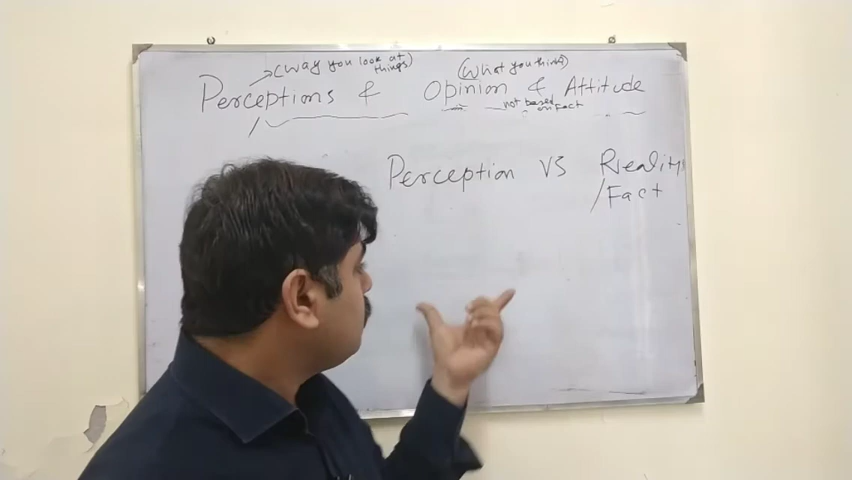 (way you look at things) (What you think)
Perceptions & Opinion & Attitude
not based on Fact
Perception VS Reality
/Fact